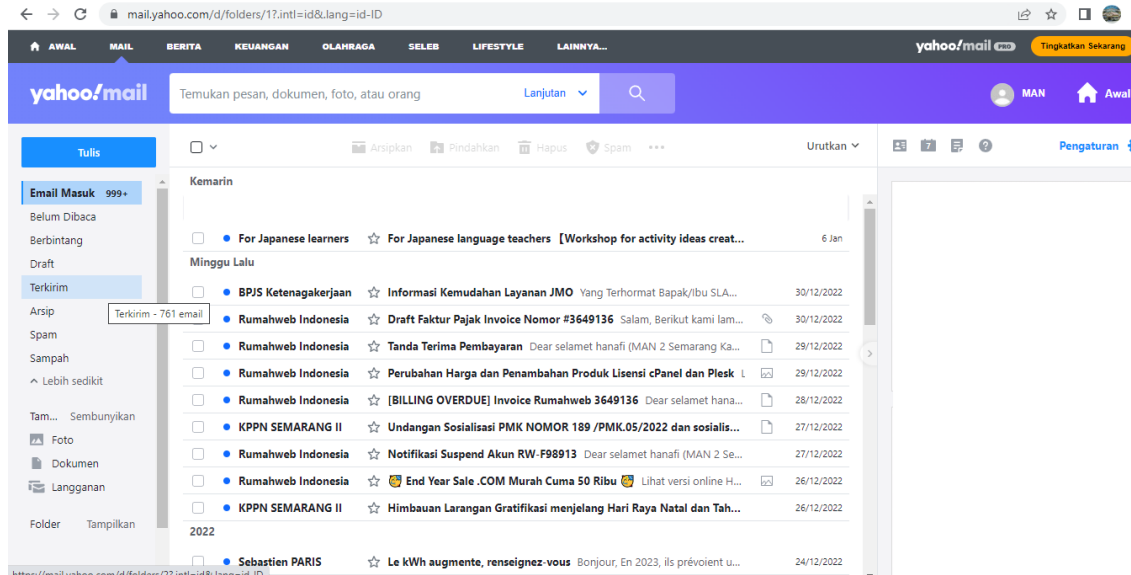 mail.yahoo.com/d/folders/1?.intl=id&.lang=id-ID
AWAL MAIL BERITA KEUANGAN OLAHRAGA SELEB LIFESTYLE LAINNYA... yahoo!mail PRO Tingkatkan Sekarang
yahoo!mail Temukan pesan, dokumen, foto, atau orang Lanjutan MAN Awal
Tulis Arsipkan Pindahkan Hapus Spam ••• Urutkan 7 Pengaturan
Kemarin
Email Masuk 999+
Belum Dibaca
Berbintang
Draft
Terkirim
Terkirim - 761 email
Arsip
Spam
Sampah
Lebih sedikit
Tam... Sembunyikan
Foto
Dokumen
Langganan
Folder Tampilkan
For Japanese learners For Japanese language teachers【Workshop for activity ideas creat... 6 Jan
Minggu Lalu
BPJS Ketenagakerjaan Informasi Kemudahan Layanan JMO Yang Terhormat Bapak/Ibu SLA... 30/12/2022
Rumahweb Indonesia Draft Faktur Pajak Invoice Nomor #3649136 Salam, Berikut kami lam... 30/12/2022
Rumahweb Indonesia Tanda Terima Pembayaran Dear selamet hanafi (MAN 2 Semarang Ka... 29/12/2022
Rumahweb Indonesia Perubahan Harga dan Penambahan Produk Lisensi cPanel dan Plesk 29/12/2022
Rumahweb Indonesia [BILLING OVERDUE] Invoice Rumahweb 3649136 Dear selamet hana... 28/12/2022
KPPN SEMARANG II Undangan Sosialisasi PMK NOMOR 189 /PMK.05/2022 dan sosialis... 27/12/2022
Rumahweb Indonesia Notifikasi Suspend Akun RW-F98913 Dear selamet hanafi (MAN 2 Se... 27/12/2022
Rumahweb Indonesia End Year Sale .COM Murah Cuma 50 Ribu Lihat versi online H... 26/12/2022
KPPN SEMARANG II Himbauan Larangan Gratifikasi menjelang Hari Raya Natal dan Tah... 26/12/2022
2022
Sebastien PARIS Le kWh augmente, renseignez-vous Bonjour, En 2023, ils prévoient u... 24/12/2022